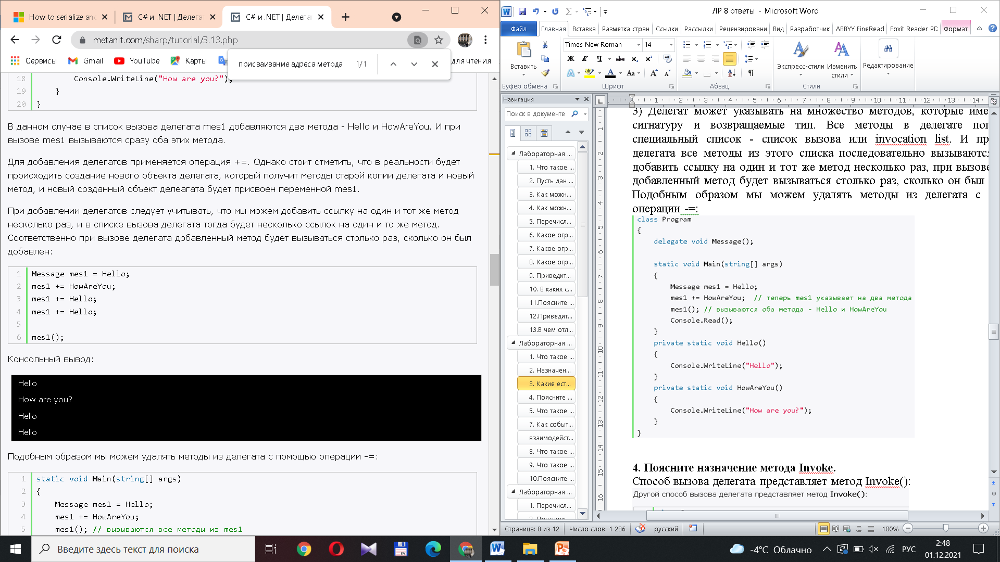 How to serialize an
C# и .NET | Делега
C# и .NET | Делега
metanit.com/sharp/tutorial/3.13.php
Сервисы
Gmail
YouTube
Карты
для чтения
присваивание адреса метода 1/1
18 Console.WriteLine("How are you?");
19 }
20 }
В данном случае в список вызова делегата mes1 добавляются два метода - Hello и HowAreYou. И при
вызове mes1 вызываются сразу оба этих метода.
Для добавления делегатов применяется операция +=. Однако стоит отметить, что в реальности будет
происходить создание нового объекта делегата, который получит методы старой копии делегата и новый
метод, и новый созданный объект делеагата будет присвоен переменной mes1.
При добавлении делегатов следует учитывать, что мы можем добавить ссылку на один и тот же метод
несколько раз, и в списке вызова делегата тогда будет несколько ссылок на один и то же метод.
Соответственно при вызове делегата добавленный метод будет вызываться столько раз, сколько он был
добавлен:
1 Message mes1 = Hello;
2 mes1 += HowAreYou;
3 mes1 += Hello;
4 mes1 += Hello;
5
6 mes1();
Консольный вывод:
Hello
How are you?
Hello
Hello
Подобным образом мы можем удалять методы из делегата с помощью операции -=:
1 static void Main(string[] args)
2 {
3 Message mes1 = Hello;
4 mes1 += HowAreYou;
5 mes1(); // вызываются все методы из mes1
ЛР 8 ответы - Microsoft Word
Файл
Главная
Вставка
Разметка стран
Ссылки
Рассылки
Рецензировани
Вид
Разработчик
ABBYY FineRead
Foxit Reader PD
Формат
Вставить
Буфер обмена
Times New Roman
14
Ж К Ч abc x₂ x²
Aa
Шрифт
Абзац
Экспресс-стили
Изменить
стили
Стили
Редактирование
Навигация
Поиск в документе
Лабораторная ...
1. Что такое ...
2. Пусть дан ...
3. Как можн...
4. Как можн...
5. Перечисл...
6. Какое огр...
7. Какое огр...
8. Какое огр...
9. Приведит...
10. В каких с...
11.Поясните ...
12.Приведит...
13.В чем отл...
Лабораторная ...
1. Что такое ...
2. Назначен...
3. Какие ест...
4. Поясните ...
5. Что такое ...
7. Как событ...
взаимодейст...
8. Что такое ...
9. Что такое ...
10.Поясните ...
Лабораторная ...
1. Перечисл...
2. Поясните ...
3) Делегат может указывать на множество методов, которые име
сигнатуру и возвращаемые тип. Все методы в делегате поп
специальный список - список вызова или invocation list. И пр
делегата все методы из этого списка последовательно вызываютс
добавить ссылку на один и тот же метод несколько раз, при вызове
добавленный метод будет вызываться столько раз, сколько он был
Подобным образом мы можем удалять методы из делегата с
операции -=:
class Program
{
delegate void Message();
static void Main(string[] args)
{
Message mes1 = Hello;
mes1 += HowAreYou; // теперь mes1 указывает на два метода
mes1(); // вызываются оба метода - Hello и HowAreYou
Console.Read();
}
private static void Hello()
{
Console.WriteLine("Hello");
}
private static void HowAreYou()
{
Console.WriteLine("How are you?");
}
}
4. Поясните назначение метода Invoke.
Способ вызова делегата представляет метод Invoke():
Другой способ вызова делегата представляет метод Invoke():
Страница: 8 из 12
Число слов: 1 286
русский
100%
Введите здесь текст для поиска
-4°C Облачно
РУС
2:48
01.12.2021